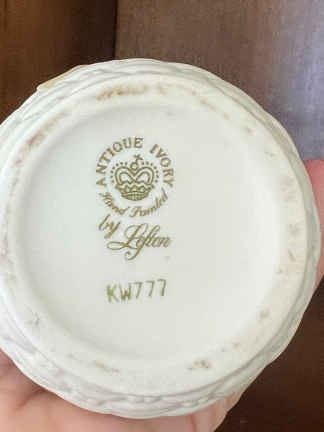 ANTIQUE IVORY
Hand Painted
by Lefton
KW777